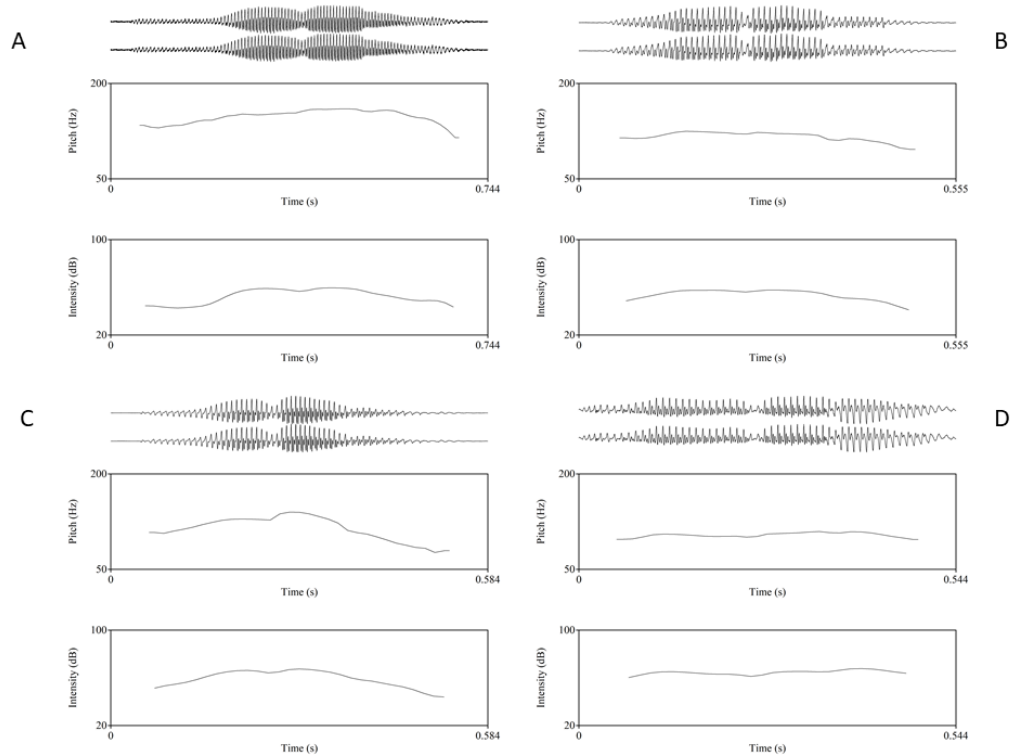 A
B
200
Pitch (Hz)
50
0
0.744
Time (s)
200
Pitch (Hz)
50
0
0.555
Time (s)
100
Intensity (dB)
20
0
0.744
Time (s)
100
Intensity (dB)
20
0
0.555
Time (s)
C
D
200
Pitch (Hz)
50
0
0.584
Time (s)
200
Pitch (Hz)
50
0
0.544
Time (s)
100
Intensity (dB)
20
0
0.584
Time (s)
100
Intensity (dB)
20
0
0.544
Time (s)